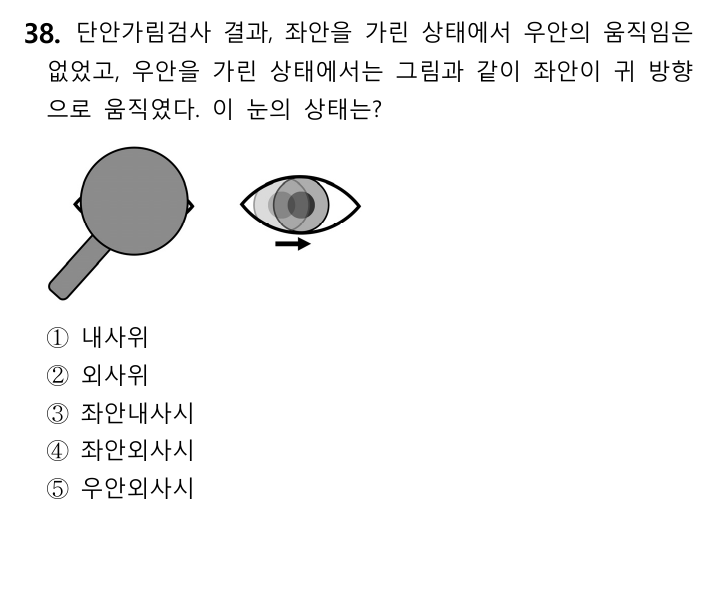 38. 단안가림검사 결과, 좌안을 가린 상태에서 우안의 움직임은
없었고, 우안을 가린 상태에서는 그림과 같이 좌안이 귀 방향
으로 움직였다. 이 눈의 상태는?
① 내사위
② 외사위
③ 좌안내사시
④ 좌안외사시
⑤ 우안외사시